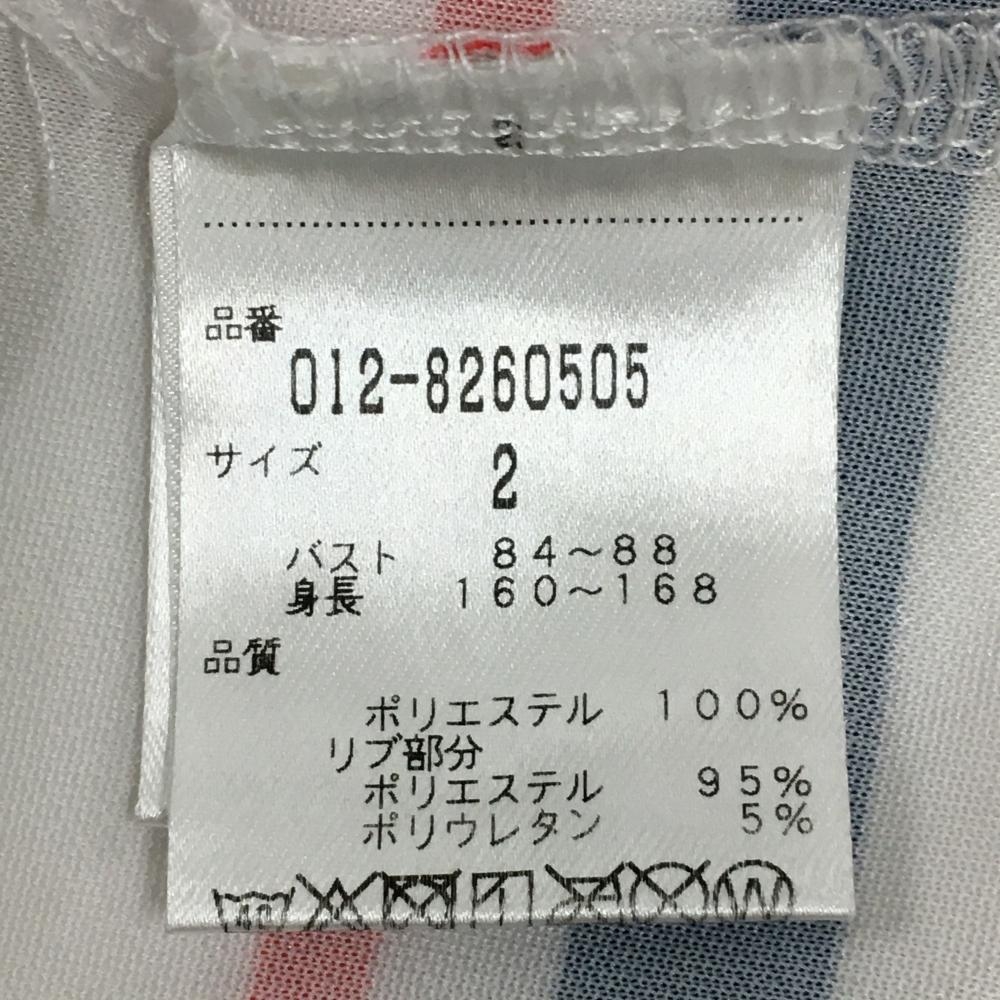 品番
012-8260505
サイズ 2
バスト 84～88
身長 160～168
品質
ポリエステル 100%
リブ部分
ポリエステル 95%
ポリウレタン 5%